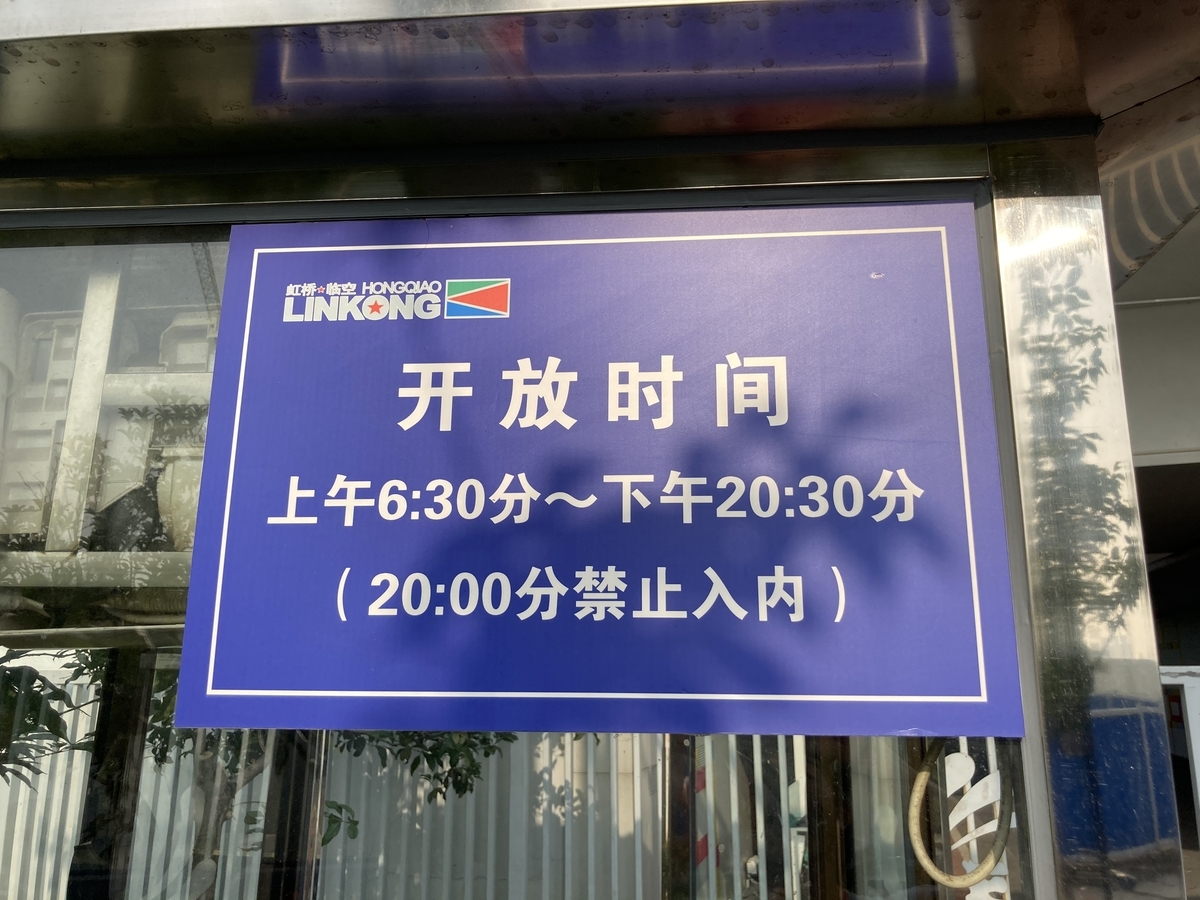 虹桥☆临空 HONGQIAO
LINKONG
开放时间
上午6:30分～下午20:30分
（20:00分禁止入内）